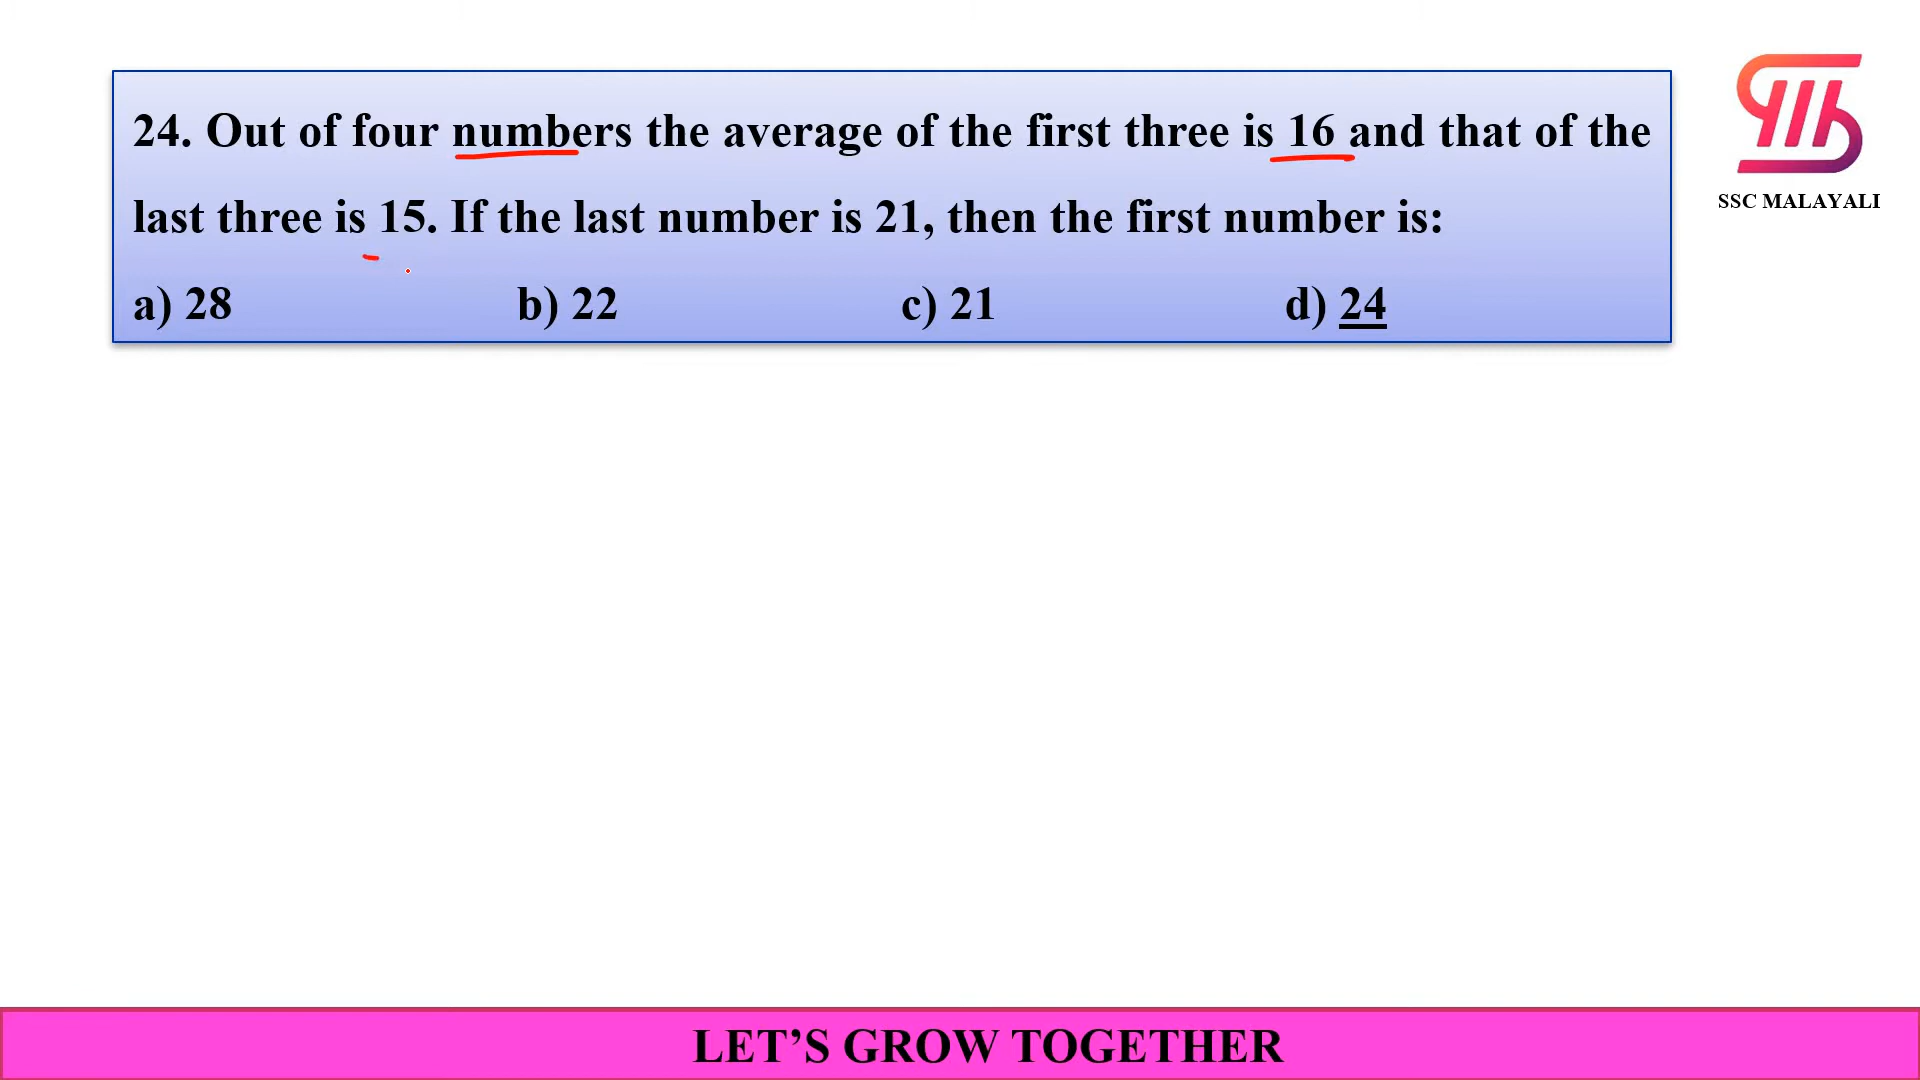 24. Out of four numbers the average of the first three is 16 and that of the
last three is 15. If the last number is 21, then the first number is:
a) 28 b) 22 c) 21 d) 24
SSC MALAYALI
LET’S GROW TOGETHER